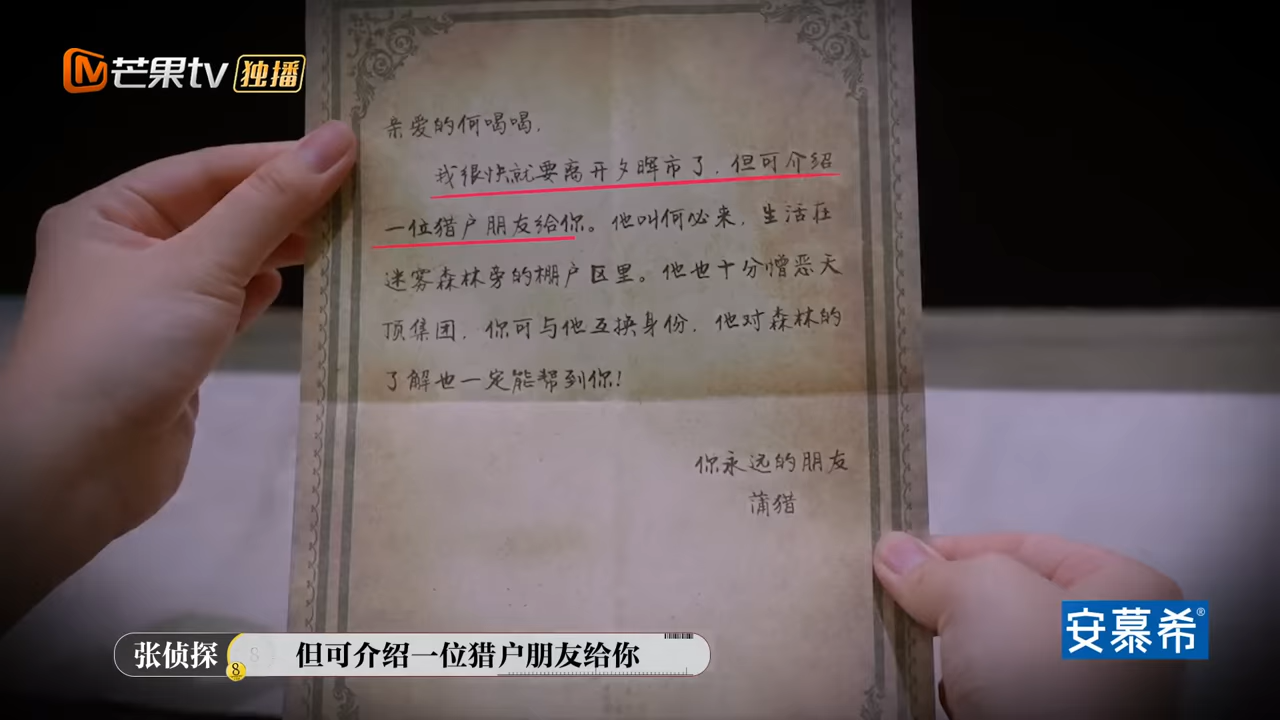 芒果tv 独播
亲爱的何喝喝，
我很快就要离开夕晖市了，但可介绍
一位猎户朋友给你。他叫何必来，生活在
迷雾森林旁的棚户区里。他也十分憎恶天
顶集团，你可与他互换身份，他对森林的
了解也一定能帮到你！
你永远的朋友
蒲猎
张侦探 8 但可介绍一位猎户朋友给你
安慕希®